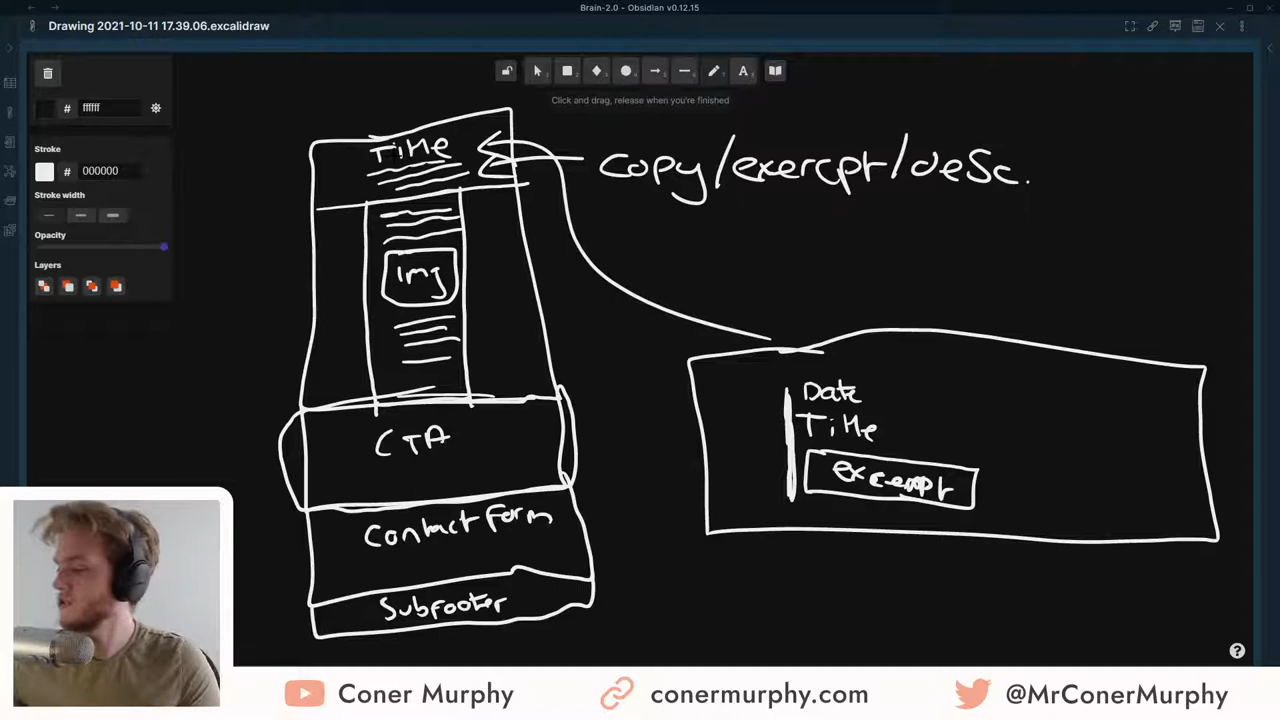 Brain-2.0 - Obsidian v0.12.15
Drawing 2021-10-11 17.39.06.excalidraw
# ffffff
Click and drag, release when you're finished
Stroke
# 000000
Stroke width
Opacity
Layers
Title
copy/exercpt/desc.
img
CTA
Contact form
Subfooter
Date
Title
excerpt
Coner Murphy
conermurphy.com
@MrConerMurphy